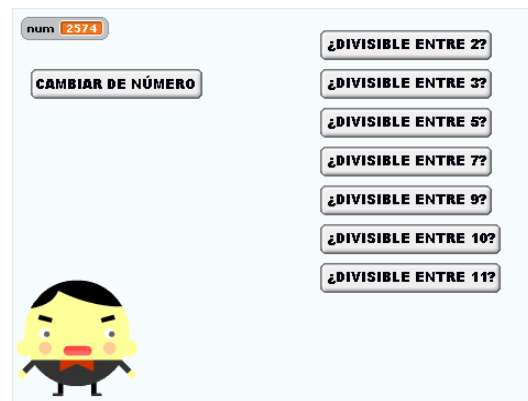 num 2574
CAMBIAR DE NÚMERO
¿DIVISIBLE ENTRE 2?
¿DIVISIBLE ENTRE 3?
¿DIVISIBLE ENTRE 5?
¿DIVISIBLE ENTRE 7?
¿DIVISIBLE ENTRE 9?
¿DIVISIBLE ENTRE 10?
¿DIVISIBLE ENTRE 11?